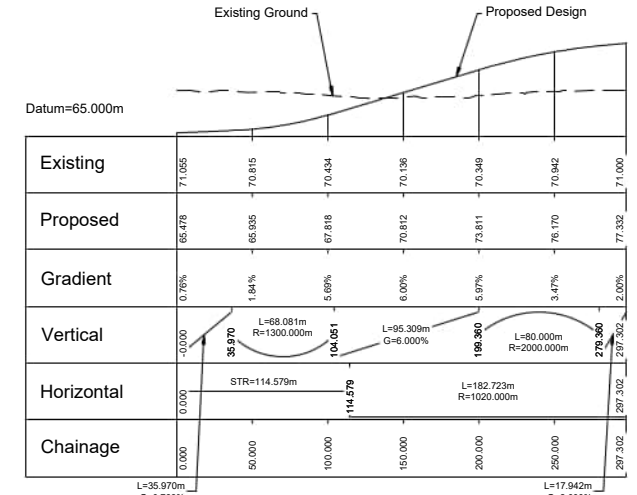 Existing Ground
Proposed Design
Datum=65.000m
Existing
71.055
70.815
70.434
70.136
70.349
70.942
71.000
Proposed
65.478
65.935
67.818
70.812
73.811
76.170
77.332
Gradient
0.76%
1.84%
5.69%
6.00%
5.97%
3.47%
2.00%
Vertical
-0.000
35.970
L=68.081m
R=1300.000m
104.051
L=95.309m
G=6.000%
199.360
L=80.000m
R=2000.000m
279.360
297.302
Horizontal
0.000
STR=114.579m
114.579
L=182.723m
R=1020.000m
297.302
Chainage
0.000
50.000
100.000
150.000
200.000
250.000
297.302
L=35.970m
L=17.942m